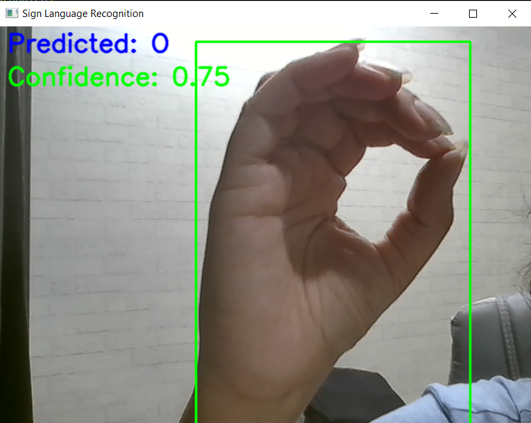 Sign Language Recognition
Predicted: O
Confidence: 0.75